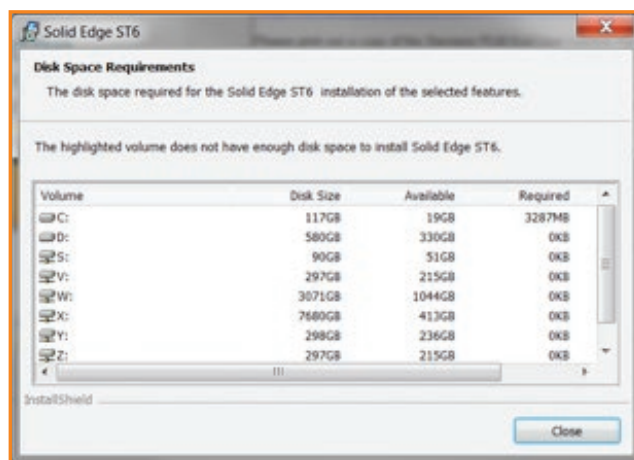 Solid Edge ST6
Disk Space Requirements
The disk space required for the Solid Edge ST6 installation of the selected features.
The highlighted volume does not have enough disk space to install Solid Edge ST6.
Volume Disk Size Available Required
C: 117GB 19GB 3287MB
D: 580GB 330GB 0KB
S: 90GB 51GB 0KB
V: 297GB 215GB 0KB
W: 3071GB 1044GB 0KB
X: 7680GB 413GB 0KB
Y: 298GB 236GB 0KB
Z: 297GB 215GB 0KB
InstallShield
Close